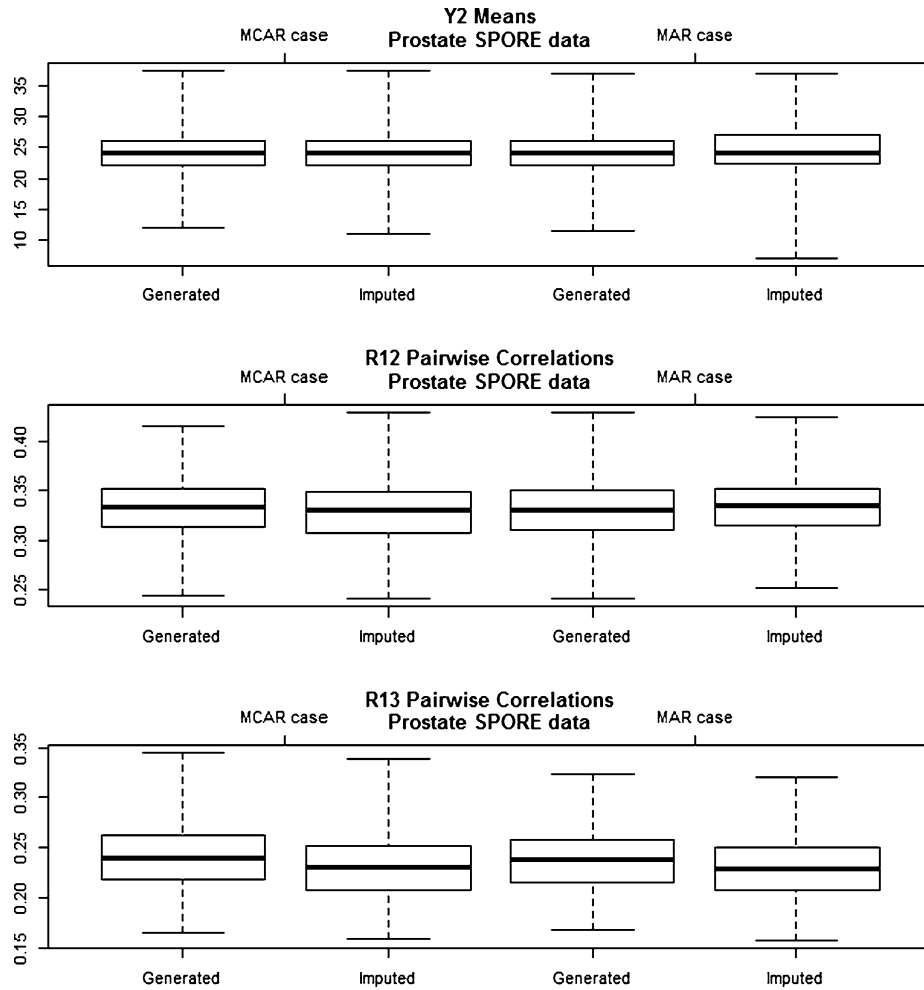 Y2 Means
MCAR case Prostate SPORE data MAR case
35
30
25
20
15
10
Generated Imputed Generated Imputed
R12 Pairwise Correlations
MCAR case Prostate SPORE data MAR case
0.40
0.35
0.30
0.25
Generated Imputed Generated Imputed
R13 Pairwise Correlations
MCAR case Prostate SPORE data MAR case
0.35
0.30
0.25
0.20
0.15
Generated Imputed Generated Imputed